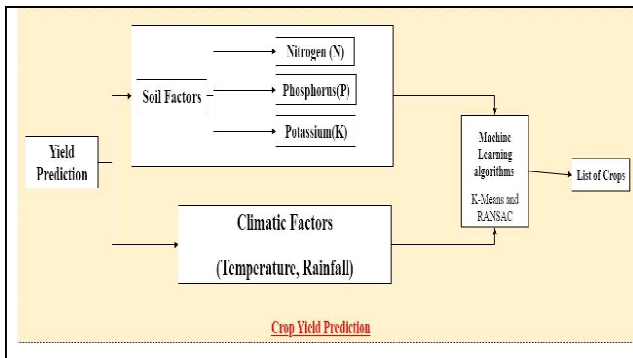 Yield
Prediction
Soil Factors
Nitrogen (N)
Phosphorus(P)
Potassium(K)
Climatic Factors
(Temperature, Rainfall)
Machine
Learning
algorithms
K-Means and
RANSAC
List of Crops
Crop Yield Prediction